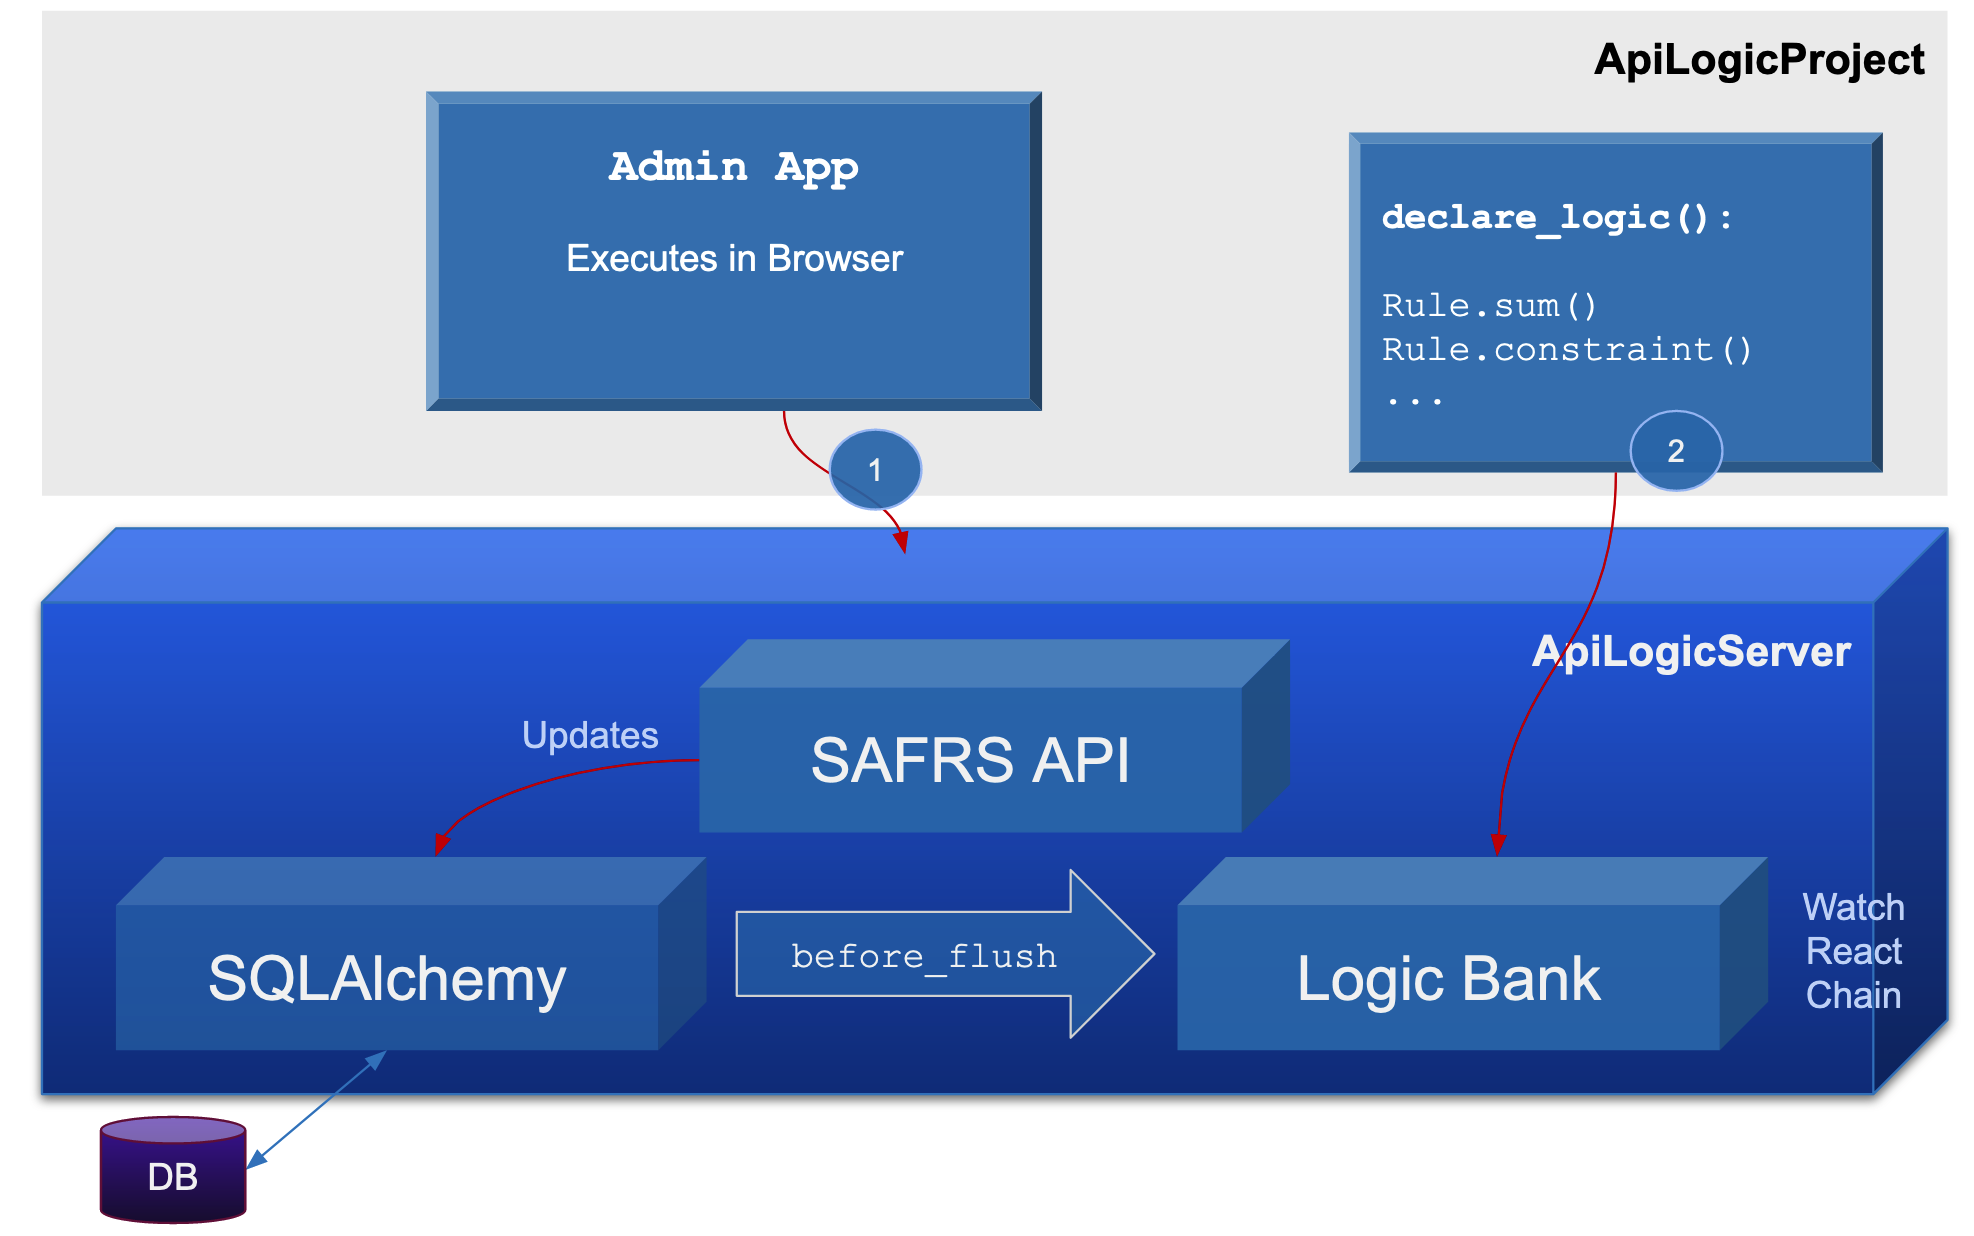 ApiLogicProject
Admin App
Executes in Browser
declare_logic():
Rule.sum()
Rule.constraint()
...
1
2
ApiLogicServer
Updates
SAFRS API
SQLAlchemy
before_flush
Logic Bank
Watch
React
Chain
DB